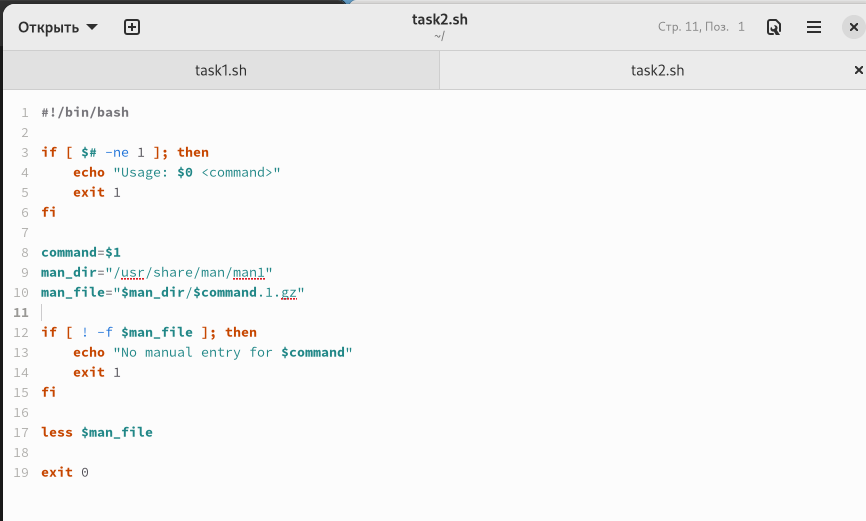 Открыть
task2.sh
~/
Стр. 11, Поз. 1
task1.sh
task2.sh
1 #!/bin/bash
2
3 if [ $# -ne 1 ]; then
4     echo "Usage: $0 <command>"
5     exit 1
6 fi
7
8 command=$1
9 man_dir="/usr/share/man/man1"
10 man_file="$man_dir/$command.1.gz"
11
12 if [ ! -f $man_file ]; then
13     echo "No manual entry for $command"
14     exit 1
15 fi
16
17 less $man_file
18
19 exit 0